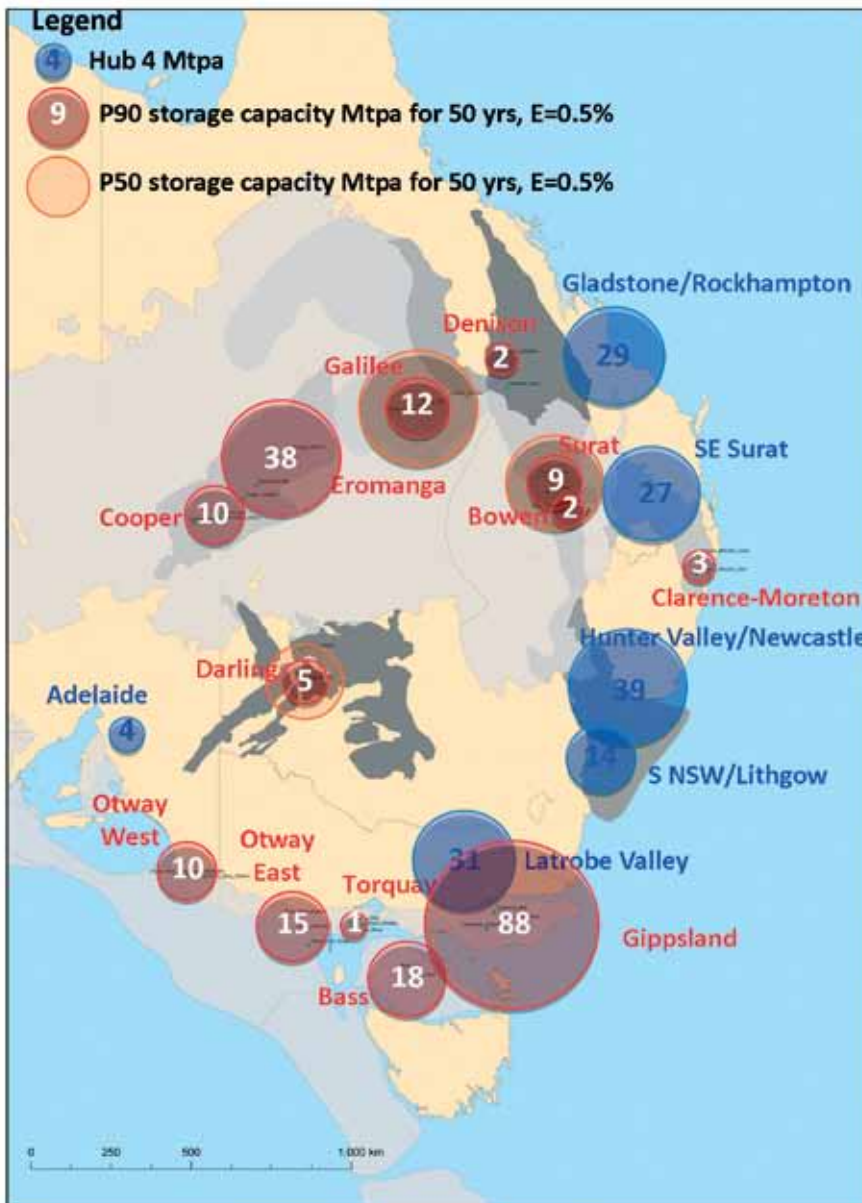 Legend
4 Hub 4 Mtpa
9 P90 storage capacity Mtpa for 50 yrs, E=0.5%
P50 storage capacity Mtpa for 50 yrs, E=0.5%
Gladstone/Rockhampton
29
Denison
2
Galilee
12
Surat
9
SE Surat
27
38
Eromanga
Cooper
10
Bowen
2
3
Clarence-Moreton
Hunter Valley/Newcastle
39
Darling
5
Adelaide
4
14
S NSW/Lithgow
Otway
West
10
Otway
East
15
Torquay
1
31
Latrobe Valley
88
Gippsland
18
Bass
0 250 500 1,000 km